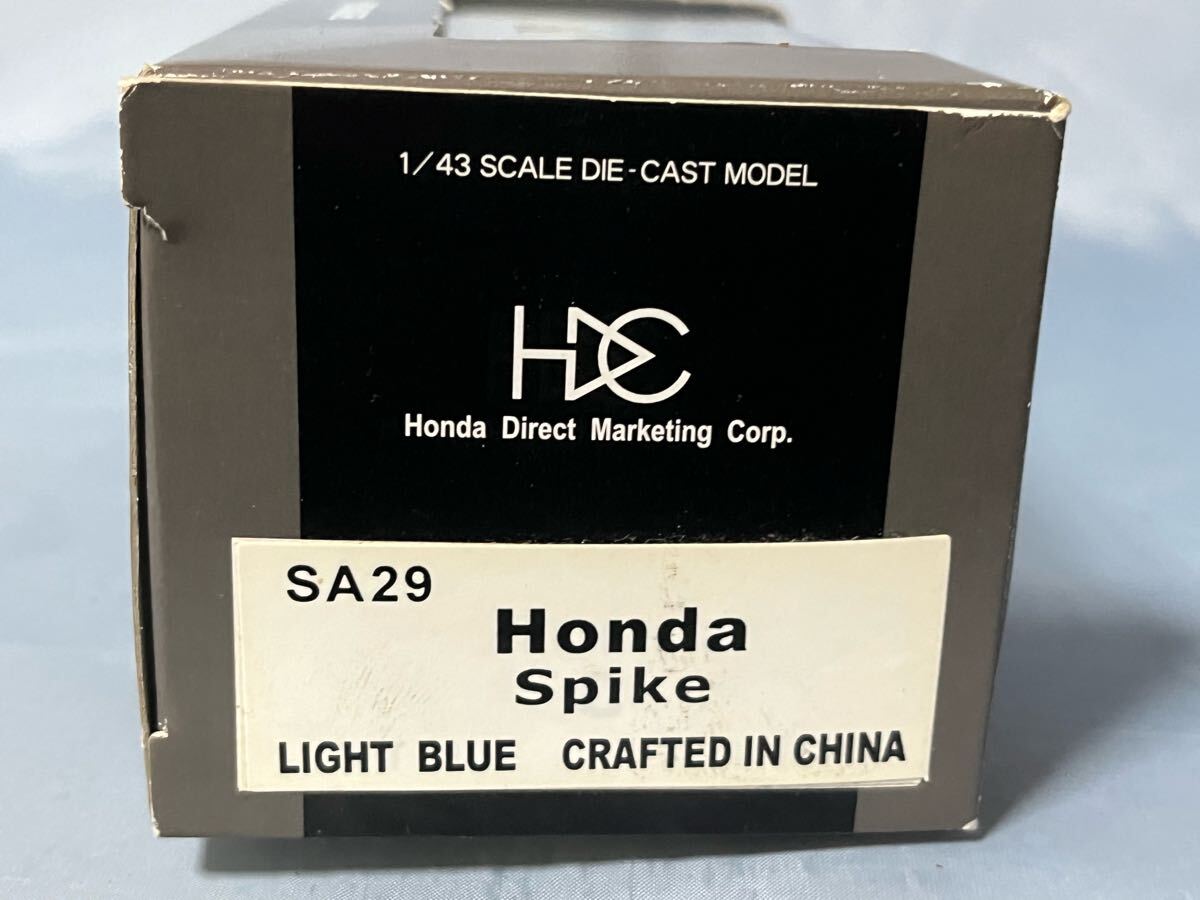 1/43 SCALE DIE-CAST MODEL
HDC
Honda Direct Marketing Corp.
SA29
Honda
Spike
LIGHT BLUE CRAFTED IN CHINA